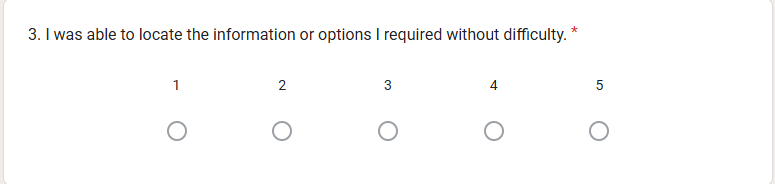 3. I was able to locate the information or options I required without difficulty. *
1 2 3 4 5